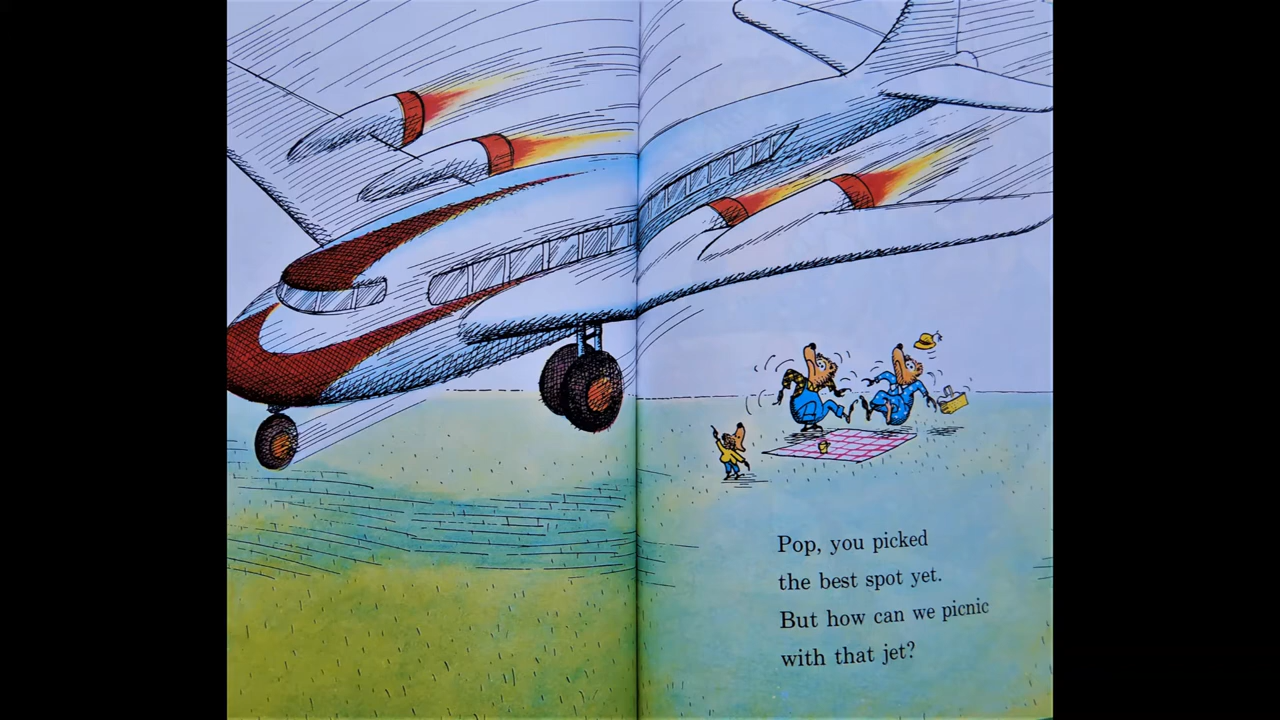 Pop, you picked
the best spot yet.
But how can we picnic
with that jet?